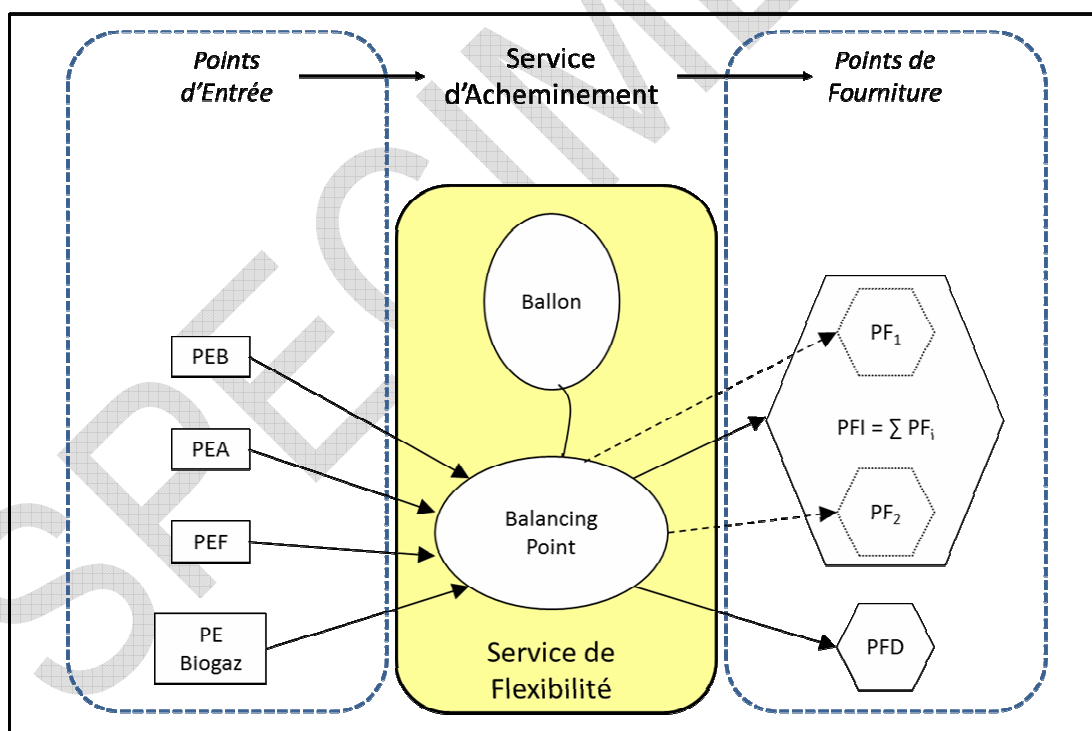 Points
d'Entrée
Service
d'Acheminement
Points de
Fourniture
Ballon
PEB
PEA
PEF
PE
Biogaz
Balancing
Point
PF₁
PFI = ∑ PFᵢ
PF₂
PFD
Service de
Flexibilité
SPECIME